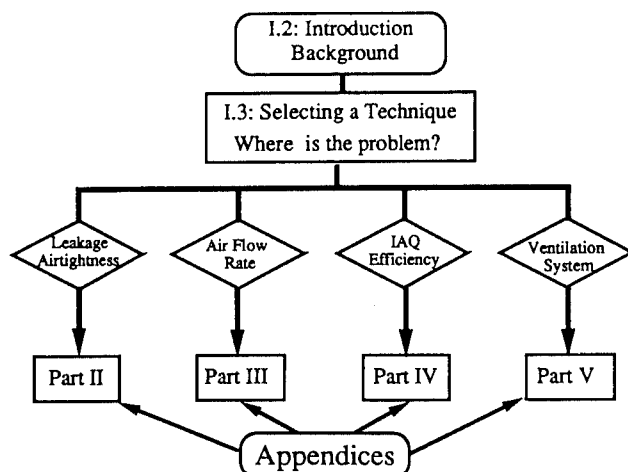 I.2: Introduction
Background
I.3: Selecting a Technique
Where is the problem?
Leakage
Airtightness
Air Flow
Rate
IAQ
Efficiency
Ventilation
System
Part II
Part III
Part IV
Part V
Appendices